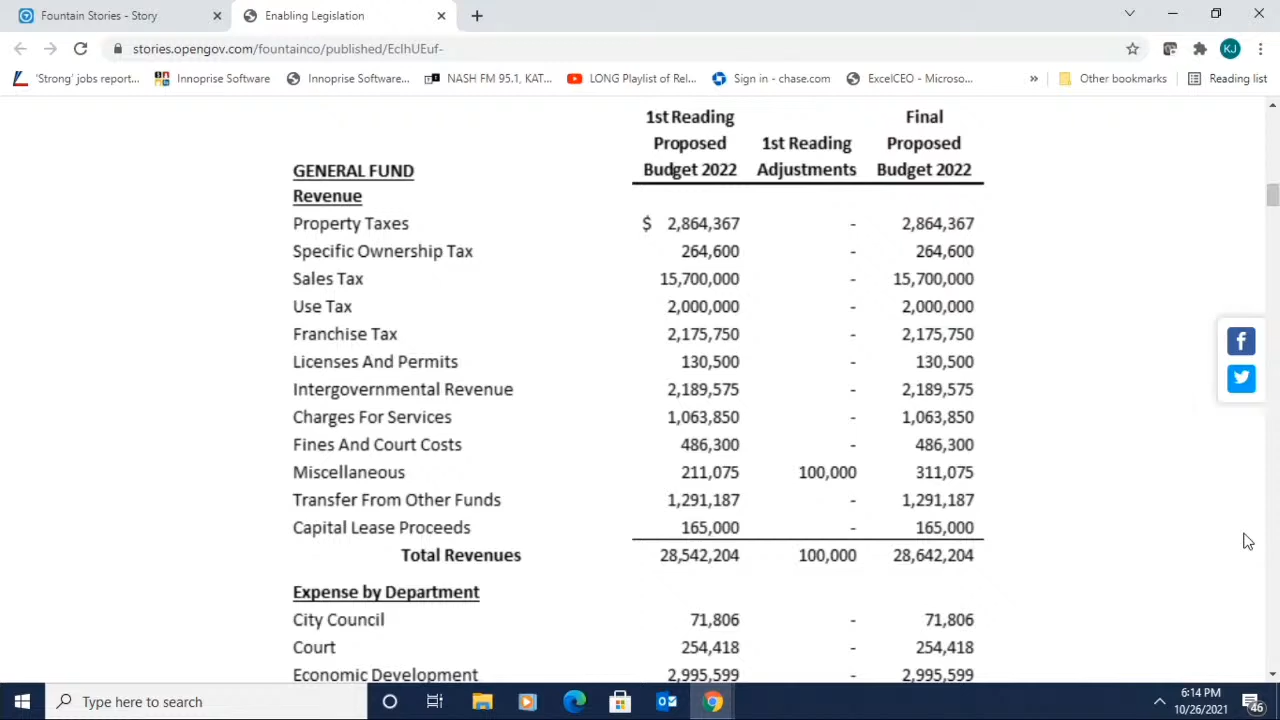 Fountain Stories - Story
Enabling Legislation
stories.opengov.com/fountainco/published/EclhUEuf-
KJ
'Strong' jobs report...
Innoprise Software
Innoprise Software...
NASH FM 95.1, KAT...
LONG Playlist of Rel...
Sign in - chase.com
ExcelCEO - Microso...
»
Other bookmarks
Reading list
1st Reading Final
Proposed 1st Reading Proposed
GENERAL FUND Budget 2022 Adjustments Budget 2022
Revenue
Property Taxes $ 2,864,367 - 2,864,367
Specific Ownership Tax 264,600 - 264,600
Sales Tax 15,700,000 - 15,700,000
Use Tax 2,000,000 - 2,000,000
Franchise Tax 2,175,750 - 2,175,750
Licenses And Permits 130,500 - 130,500
Intergovernmental Revenue 2,189,575 - 2,189,575
Charges For Services 1,063,850 - 1,063,850
Fines And Court Costs 486,300 - 486,300
Miscellaneous 211,075 100,000 311,075
Transfer From Other Funds 1,291,187 - 1,291,187
Capital Lease Proceeds 165,000 - 165,000
Total Revenues 28,542,204 100,000 28,642,204
Expense by Department
City Council 71,806 - 71,806
Court 254,418 - 254,418
Economic Development 2,995,599 - 2,995,599
Type here to search
6:14 PM
10/26/2021
46